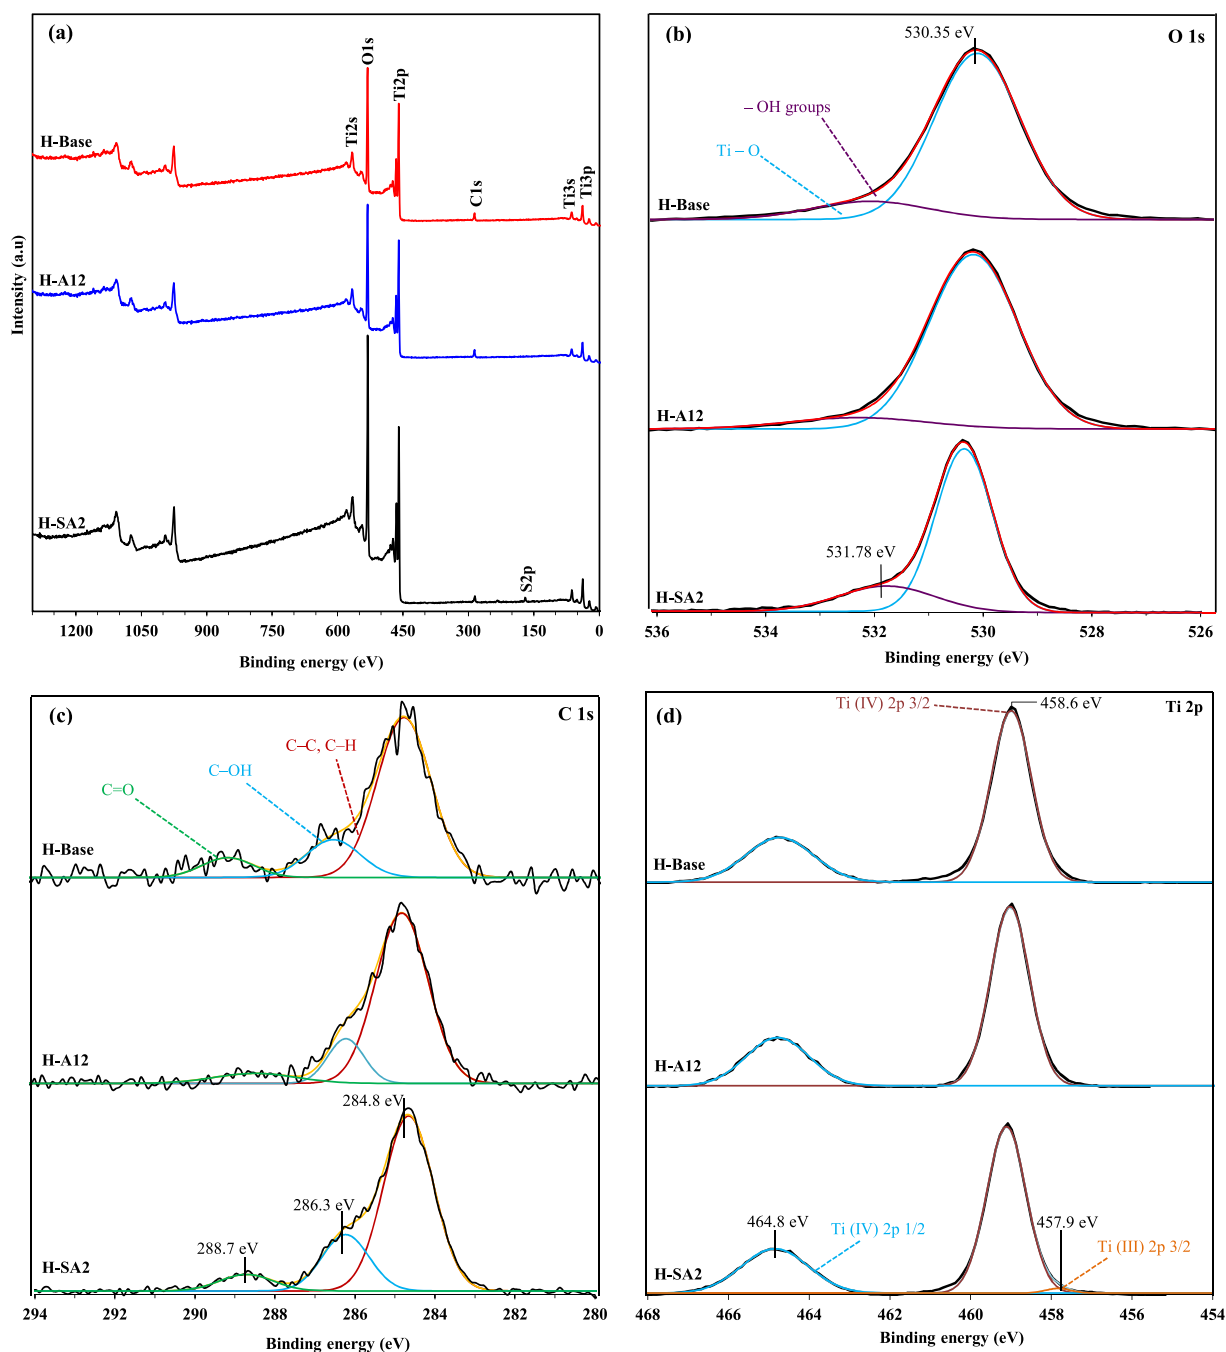 (a)
O1s
Ti2p
Ti2s
H-Base
C1s
Ti3s
Ti3p
H-A12
H-SA2
S2p
Intensity (a.u)
1200 1050 900 750 600 450 300 150 0
Binding energy (eV)
(b)
530.35 eV
O 1s
– OH groups
Ti – O
H-Base
H-A12
531.78 eV
H-SA2
536 534 532 530 528 526
Binding energy (eV)
(c)
C 1s
C–C, C–H
C–OH
C=O
H-Base
H-A12
284.8 eV
286.3 eV
288.7 eV
H-SA2
294 292 290 288 286 284 282 280
Binding energy (eV)
(d)
Ti (IV) 2p 3/2
458.6 eV
Ti 2p
H-Base
H-A12
464.8 eV
Ti (IV) 2p 1/2
457.9 eV
Ti (III) 2p 3/2
H-SA2
468 466 464 462 460 458 456 454
Binding energy (eV)